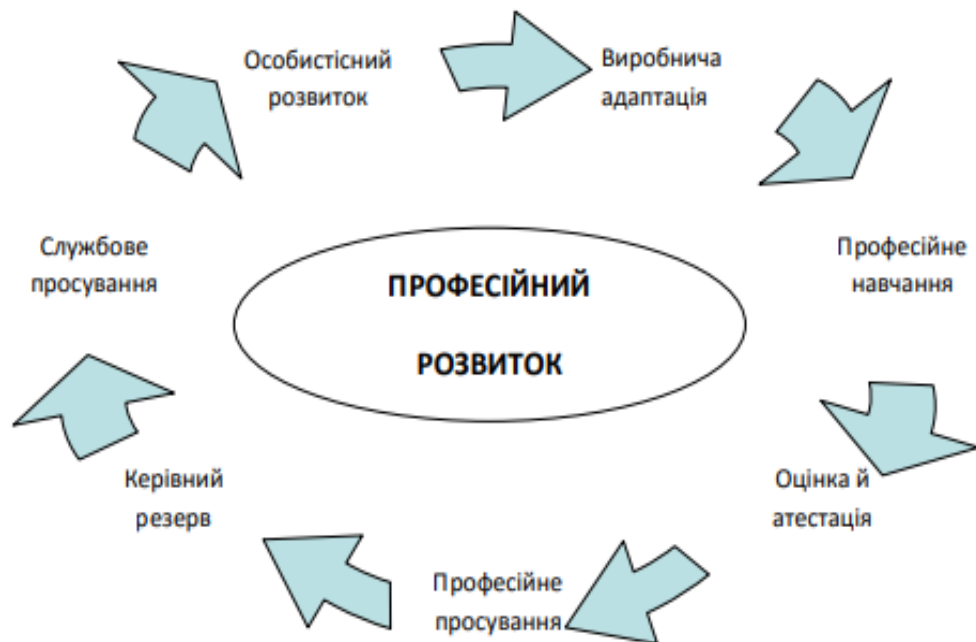 Особистісний
розвиток
Виробнича
адаптація
Професійне
навчання
Оцінка й
атестація
Професійне
просування
Керівний
резерв
Службове
просування
ПРОФЕСІЙНИЙ
РОЗВИТОК